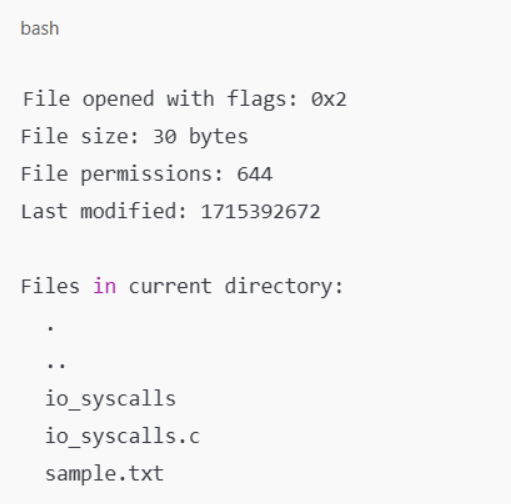 bash
File opened with flags: 0x2
File size: 30 bytes
File permissions: 644
Last modified: 1715392672
Files in current directory:
.
..
io_syscalls
io_syscalls.c
sample.txt